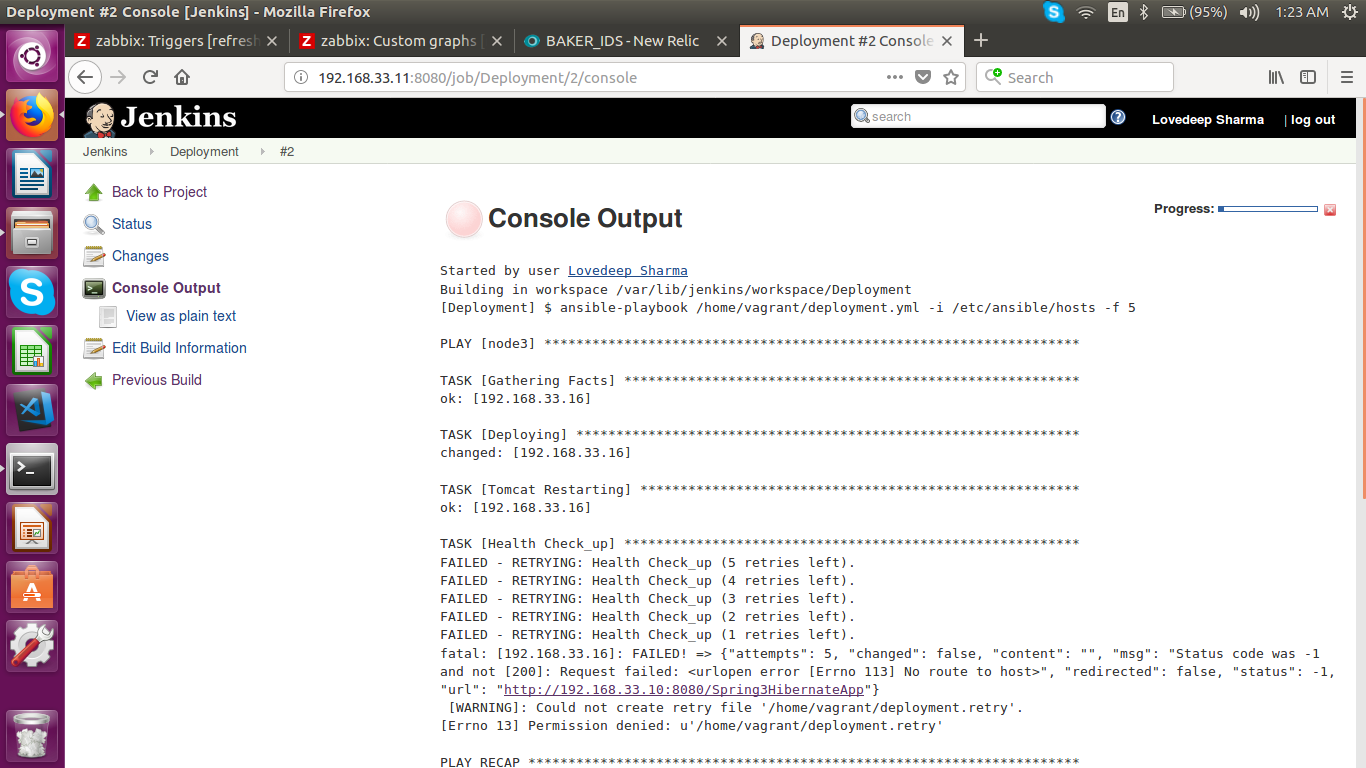 Deployment #2 Console [Jenkins] - Mozilla Firefox
En
(95%)
1:23 AM
zabbix: Triggers [refresh
zabbix: Custom graphs [
BAKER_IDS - New Relic
Deployment #2 Console
192.168.33.11:8080/job/Deployment/2/console
Search
Jenkins
search
Lovedeep Sharma
| log out
Jenkins
Deployment
#2
Back to Project
Status
Changes
Console Output
View as plain text
Edit Build Information
Previous Build
Console Output
Progress:
Started by user Lovedeep Sharma
Building in workspace /var/lib/jenkins/workspace/Deployment
[Deployment] $ ansible-playbook /home/vagrant/deployment.yml -i /etc/ansible/hosts -f 5
PLAY [node3] *******************************************************************
TASK [Gathering Facts] *********************************************************
ok: [192.168.33.16]
TASK [Deploying] ***************************************************************
changed: [192.168.33.16]
TASK [Tomcat Restarting] *******************************************************
ok: [192.168.33.16]
TASK [Health Check_up] *********************************************************
FAILED - RETRYING: Health Check_up (5 retries left).
FAILED - RETRYING: Health Check_up (4 retries left).
FAILED - RETRYING: Health Check_up (3 retries left).
FAILED - RETRYING: Health Check_up (2 retries left).
FAILED - RETRYING: Health Check_up (1 retries left).
fatal: [192.168.33.16]: FAILED! => {"attempts": 5, "changed": false, "content": "", "msg": "Status code was -1
and not [200]: Request failed: <urlopen error [Errno 113] No route to host>", "redirected": false, "status": -1,
"url": "http://192.168.33.10:8080/Spring3HibernateApp"}
[WARNING]: Could not create retry file '/home/vagrant/deployment.retry'.
[Errno 13] Permission denied: u'/home/vagrant/deployment.retry'
PLAY RECAP *********************************************************************